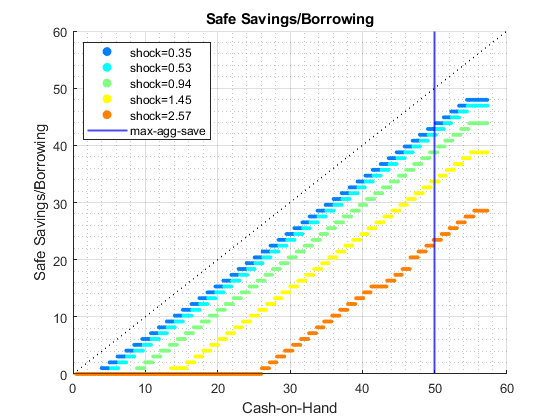 Safe Savings/Borrowing
60
50
40
30
20
10
0
Safe Savings/Borrowing
shock=0.35
shock=0.53
shock=0.94
shock=1.45
shock=2.57
max-agg-save
0 10 20 30 40 50 60
Cash-on-Hand